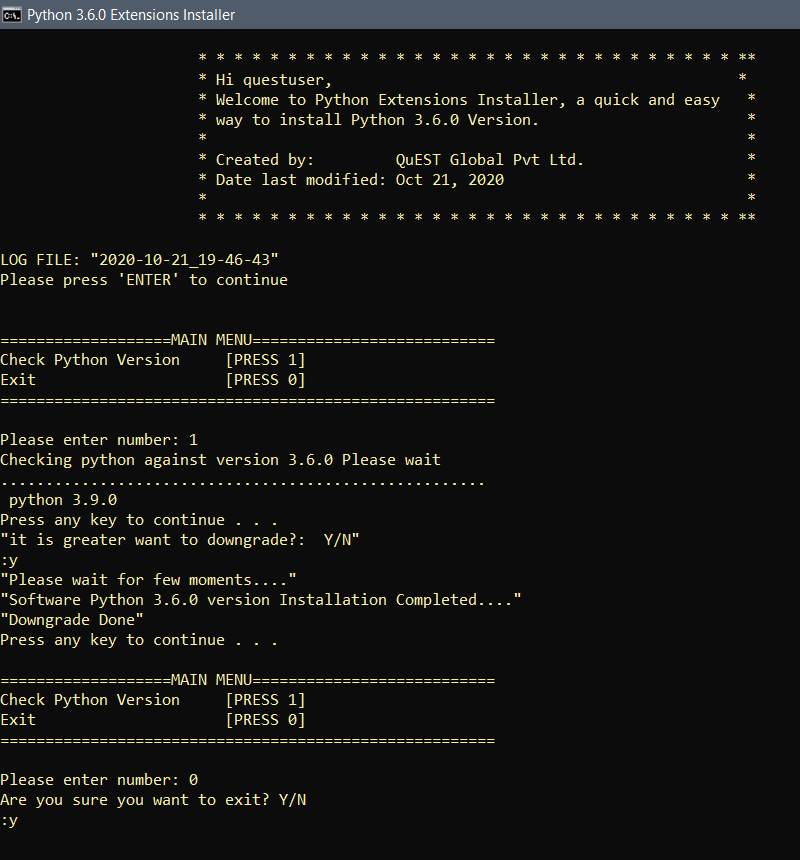 Python 3.6.0 Extensions Installer
* * * * * * * * * * * * * * * * * * * * * * * * * * * * * **
* Hi questuser, *
* Welcome to Python Extensions Installer, a quick and easy *
* way to install Python 3.6.0 Version. *
* *
* Created by: QuEST Global Pvt Ltd. *
* Date last modified: Oct 21, 2020 *
* *
* * * * * * * * * * * * * * * * * * * * * * * * * * * * * **
LOG FILE: "2020-10-21_19-46-43"
Please press 'ENTER' to continue
===================MAIN MENU===========================
Check Python Version [PRESS 1]
Exit [PRESS 0]
=======================================================
Please enter number: 1
Checking python against version 3.6.0 Please wait
......................................................
python 3.9.0
Press any key to continue . . .
"it is greater want to downgrade?: Y/N"
:y
"Please wait for few moments...."
"Software Python 3.6.0 version Installation Completed...."
"Downgrade Done"
Press any key to continue . . .
===================MAIN MENU===========================
Check Python Version [PRESS 1]
Exit [PRESS 0]
=======================================================
Please enter number: 0
Are you sure you want to exit? Y/N
:y